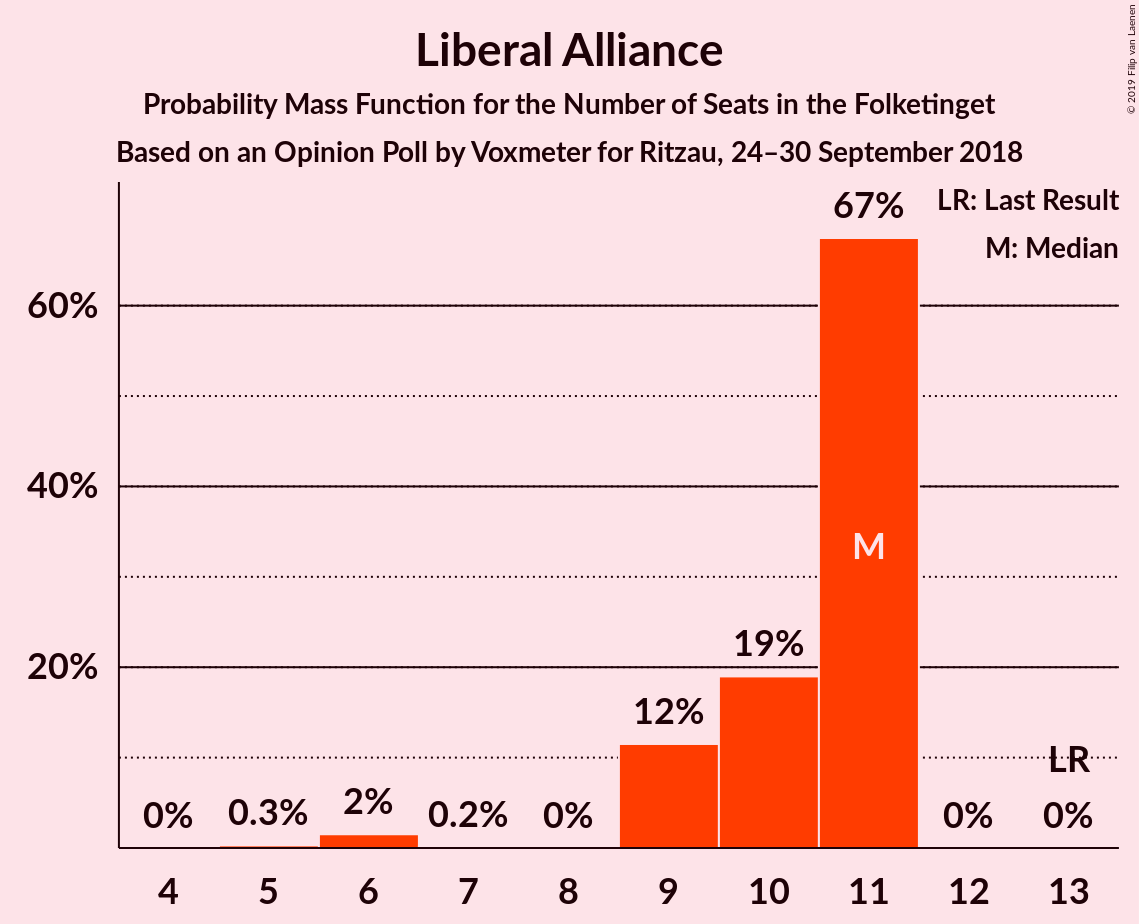 Liberal Alliance
Probability Mass Function for the Number of Seats in the Folketinget
Based on an Opinion Poll by Voxmeter for Ritzau, 24–30 September 2018
© 2019 Filip van Laenen
LR: Last Result
M: Median
60%
40%
20%
0%
0.3%
2%
0.2%
0%
12%
19%
67%
M
0%
LR
0%
4
5
6
7
8
9
10
11
12
13